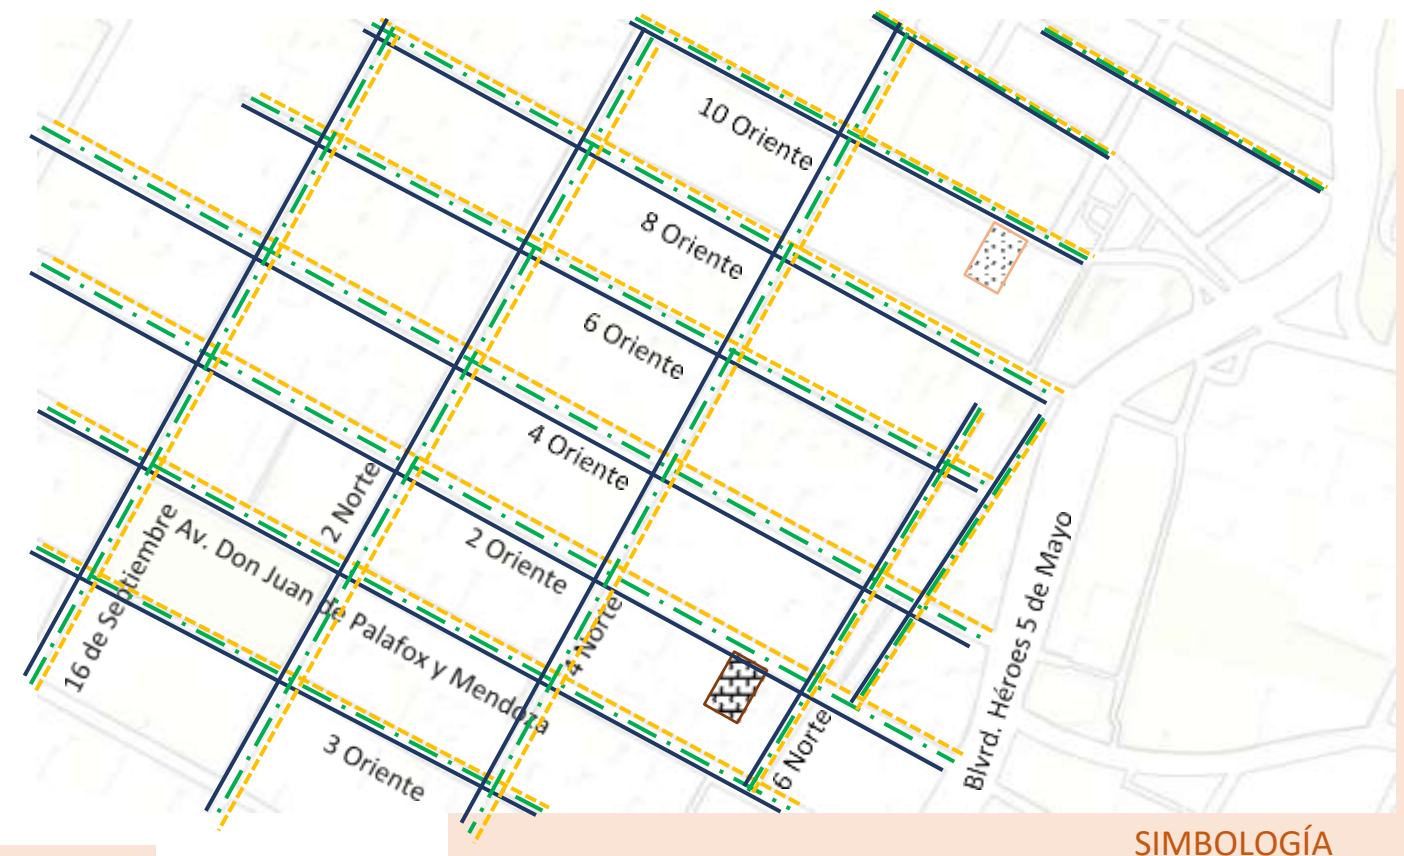 10 Oriente
8 Oriente
6 Oriente
4 Oriente
2 Norte
2 Oriente
16 de Septiembre
Av. Don Juan de Palafox y Mendoza
4 Norte
Blvrd. Héroes 5 de Mayo
6 Norte
3 Oriente
SIMBOLOGÍA